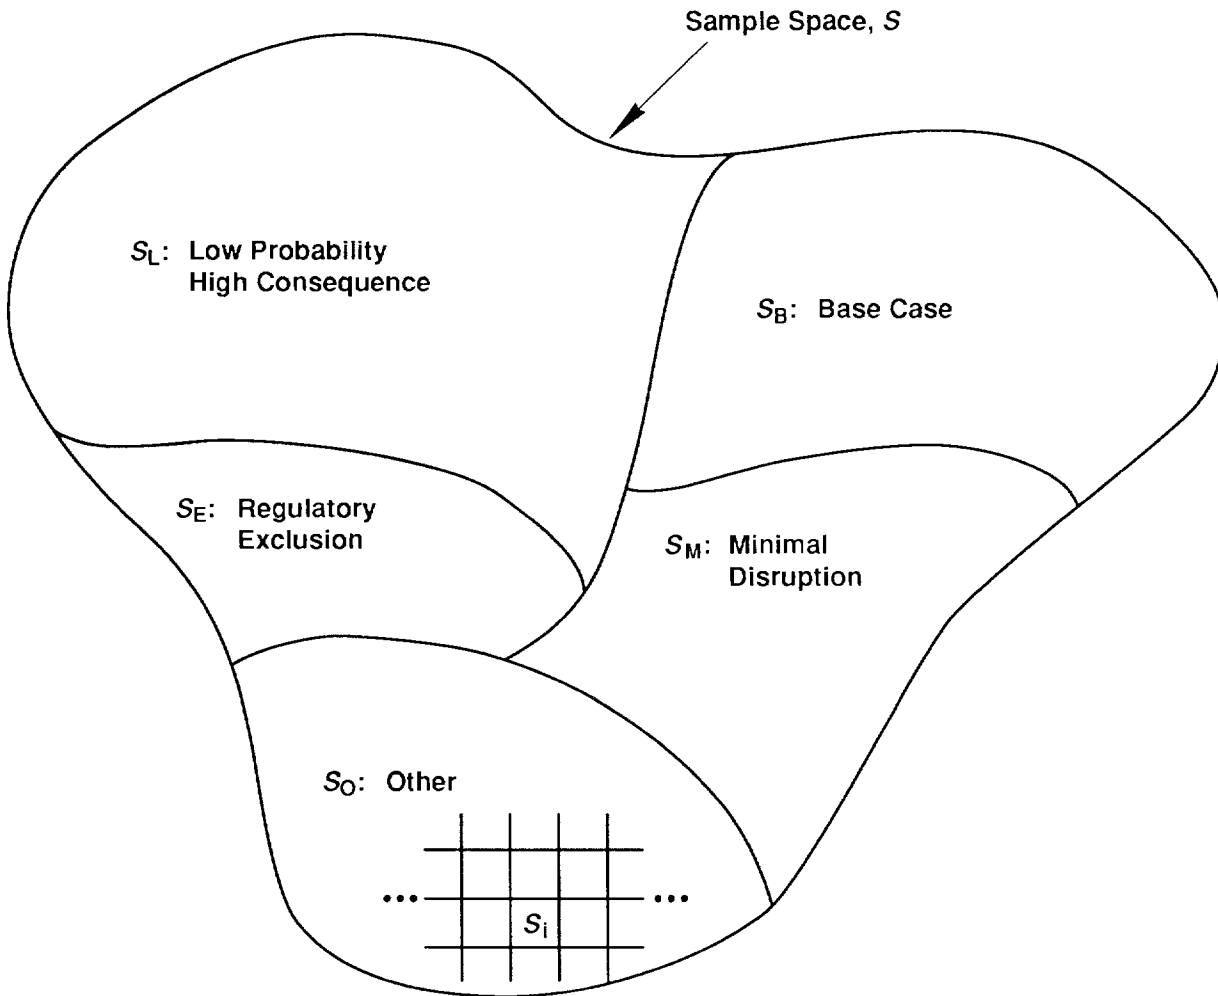 Sample Space, S
S_L: Low Probability
High Consequence
S_B: Base Case
S_E: Regulatory
Exclusion
S_M: Minimal
Disruption
S_O: Other
•••
•••
S_i